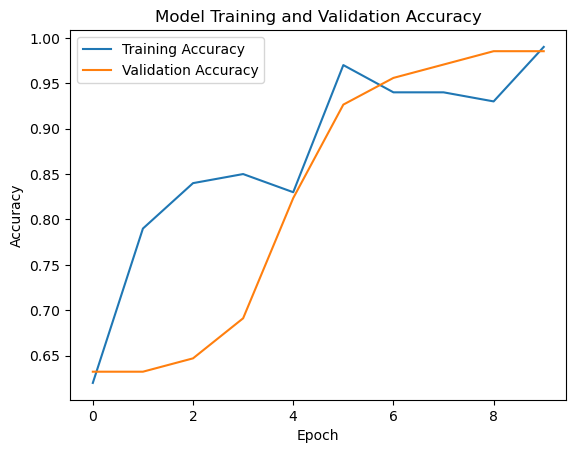 Model Training and Validation Accuracy
Training Accuracy
Validation Accuracy
1.00
0.95
0.90
0.85
0.80
0.75
0.70
0.65
Accuracy
0 2 4 6 8
Epoch